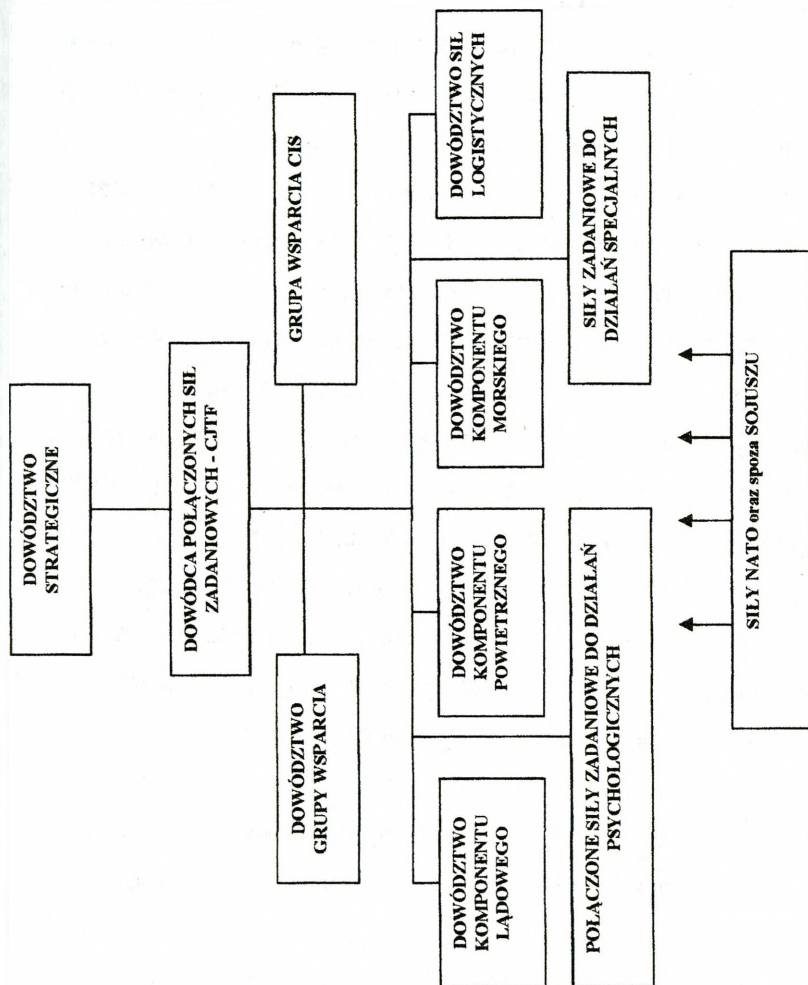 DOWÓDZTWO
STRATEGICZNE
DOWÓDCA POŁĄCZONYCH SIŁ
ZADANIOWYCH - CJTF
DOWÓDZTWO
GRUPY WSPARCIA
GRUPA WSPARCIA CIS
DOWÓDZTWO
KOMPONENTU
LĄDOWEGO
DOWÓDZTWO
KOMPONENTU
POWIETRZNEGO
DOWÓDZTWO
KOMPONENTU
MORSKIEGO
DOWÓDZTWO SIŁ
LOGISTYCZNYCH
POŁĄCZONE SIŁY ZADANIOWE DO DZIAŁAŃ
PSYCHOLOGICZNYCH
SIŁY ZADANIOWE DO
DZIAŁAŃ SPECJALNYCH
SIŁY NATO oraz spoza SOJUSZU